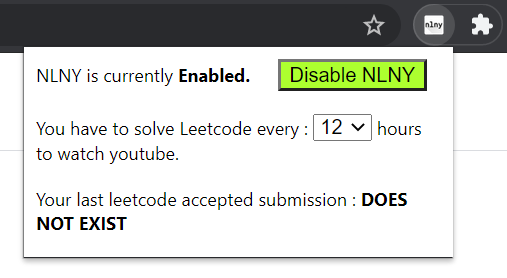 nlny
NLNY is currently Enabled. Disable NLNY
You have to solve Leetcode every : 12 hours
to watch youtube.
Your last leetcode accepted submission : DOES
NOT EXIST